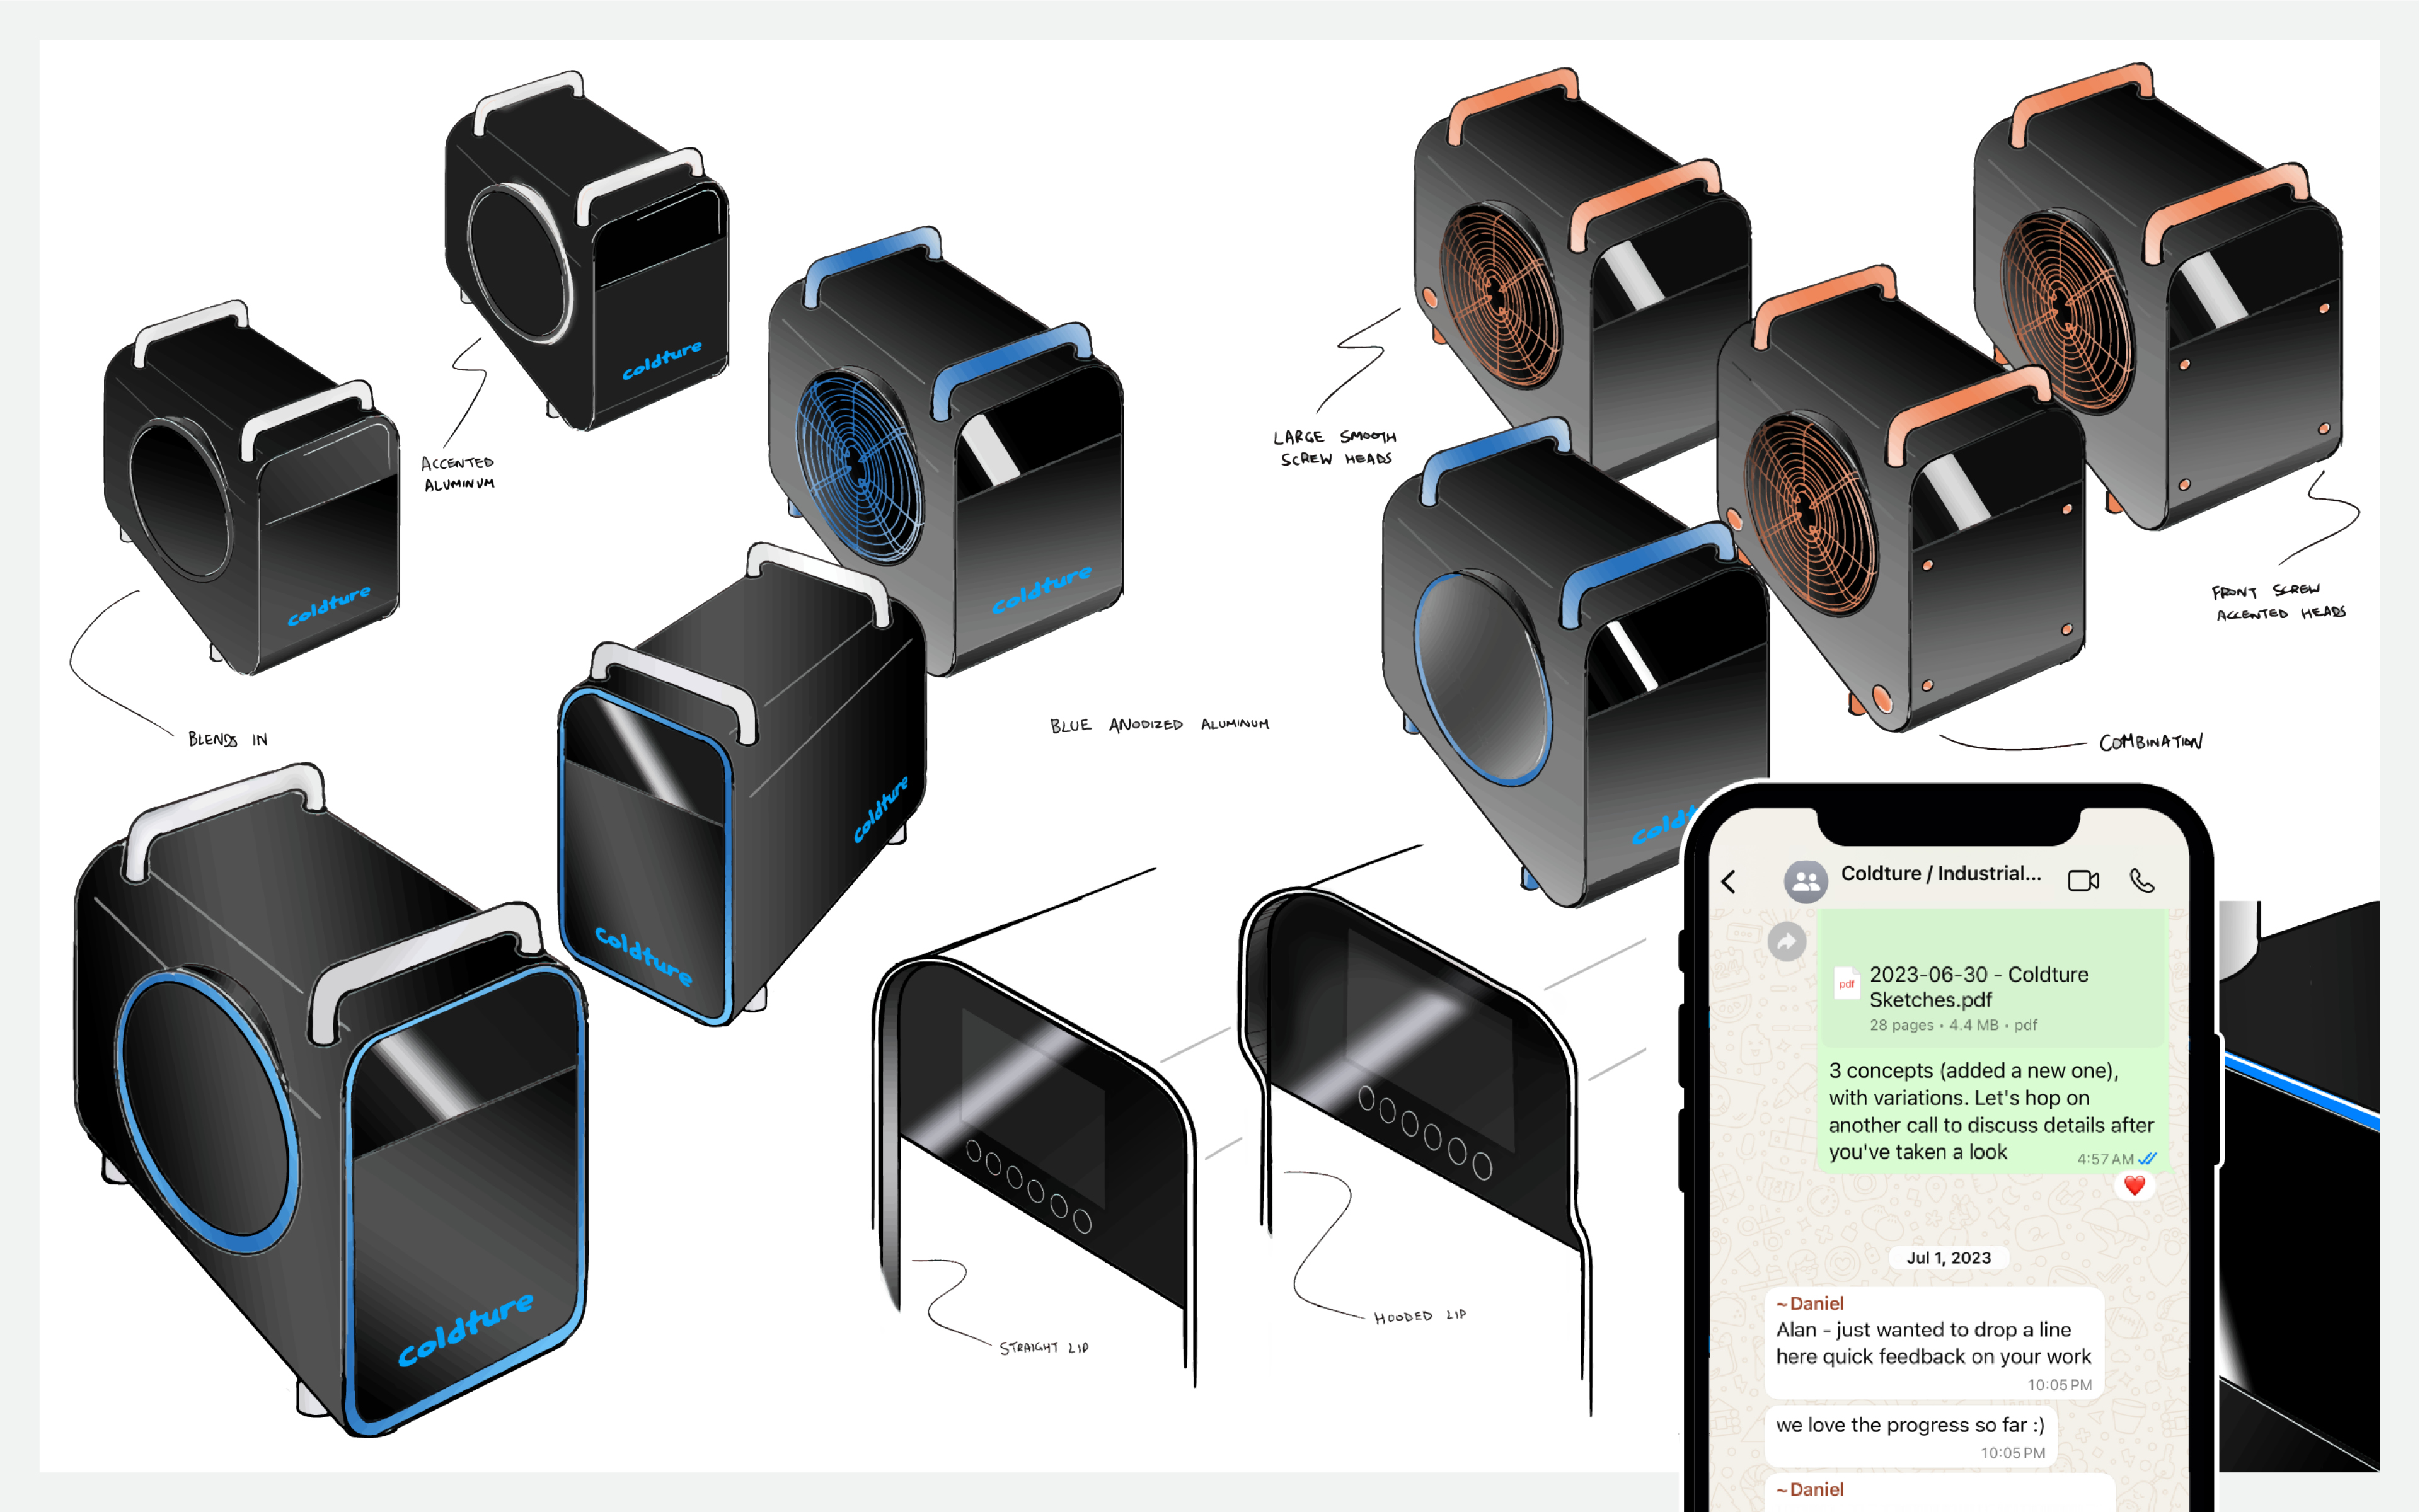 coldture
ACCENTED
ALUMINUM
coldture
BLENDS IN
coldture
coldture
coldture
coldture
BLUE ANODIZED ALUMINUM
LARGE SMOOTH
SCREW HEADS
FRONT SCREW
ACCENTED HEADS
COMBINATION
coldt
STRAIGHT LIP
HOODED LIP
Coldture / Industrial...
pdf
2023-06-30 - Coldture
Sketches.pdf
28 pages • 4.4 MB • pdf
3 concepts (added a new one),
with variations. Let's hop on
another call to discuss details after
you've taken a look
4:57 AM
Jul 1, 2023
~Daniel
Alan - just wanted to drop a line
here quick feedback on your work
10:05 PM
we love the progress so far :)
10:05 PM
~Daniel